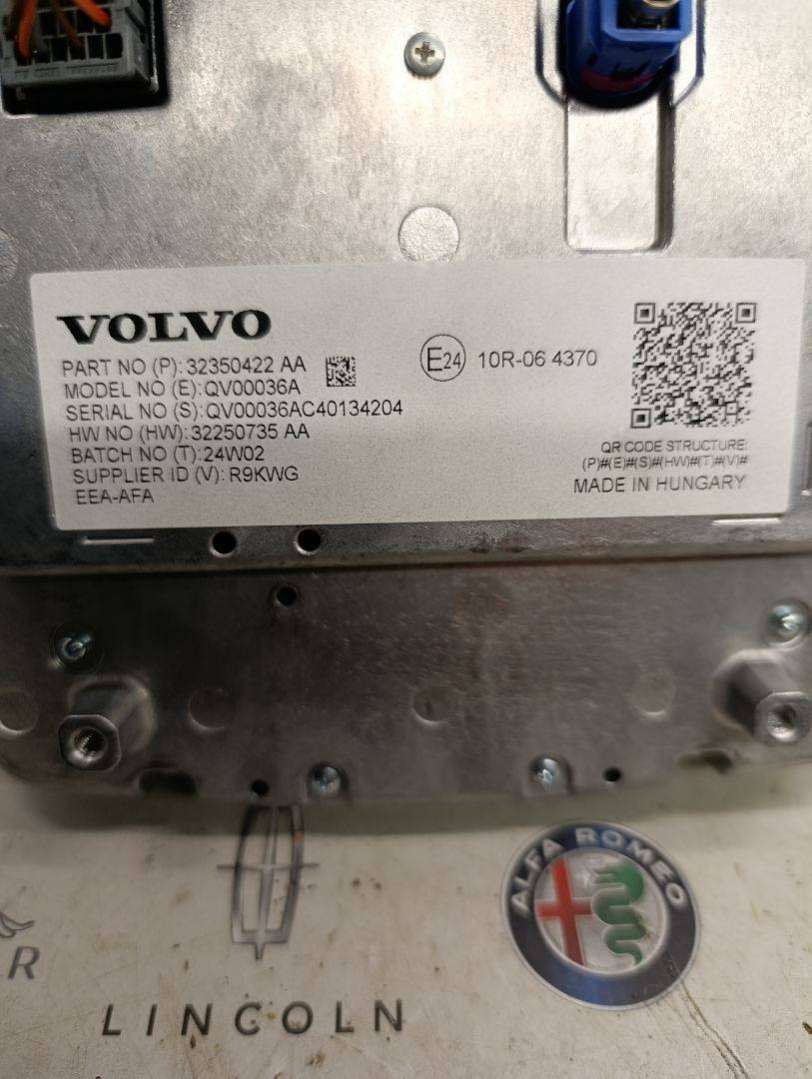 VOLVO
PART NO (P): 32350422 AA
MODEL NO (E): QV00036A
SERIAL NO (S): QV00036AC40134204
HW NO (HW): 32250735 AA
BATCH NO (T): 24W02
SUPPLIER ID (V): R9KWG
EEA-AFA
E24 10R-06 4370
QR CODE STRUCTURE:
(P)#(E)#(S)#(HW)#(T)#(V)#
MADE IN HUNGARY
ALFA ROMEO
R
LINCOLN